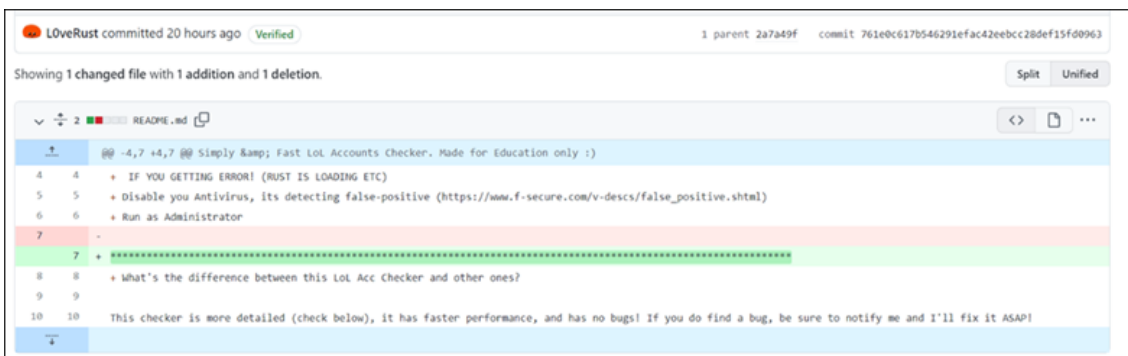 L0veRust committed 20 hours ago Verified 1 parent 2a7a49f commit 761e0c617b546291efac42eebcc28def15fd0963
Showing 1 changed file with 1 addition and 1 deletion. Split Unified
2 README.md <> ...
@@ -4,7 +4,7 @@ Simply &amp; Fast LoL Accounts Checker. Made for Education only :)
4 4 + IF YOU GETTING ERROR! (RUST IS LOADING ETC)
5 5 + Disable you Antivirus, its detecting false-positive (https://www.f-secure.com/v-descs/false_positive.shtml)
6 6 + Run as Administrator
7 -
7 + *****************************************************************************************************************
8 8 + What's the difference between this LoL Acc Checker and other ones?
9 9
10 10 This checker is more detailed (check below), it has faster performance, and has no bugs! If you do find a bug, be sure to notify me and I'll fix it ASAP!